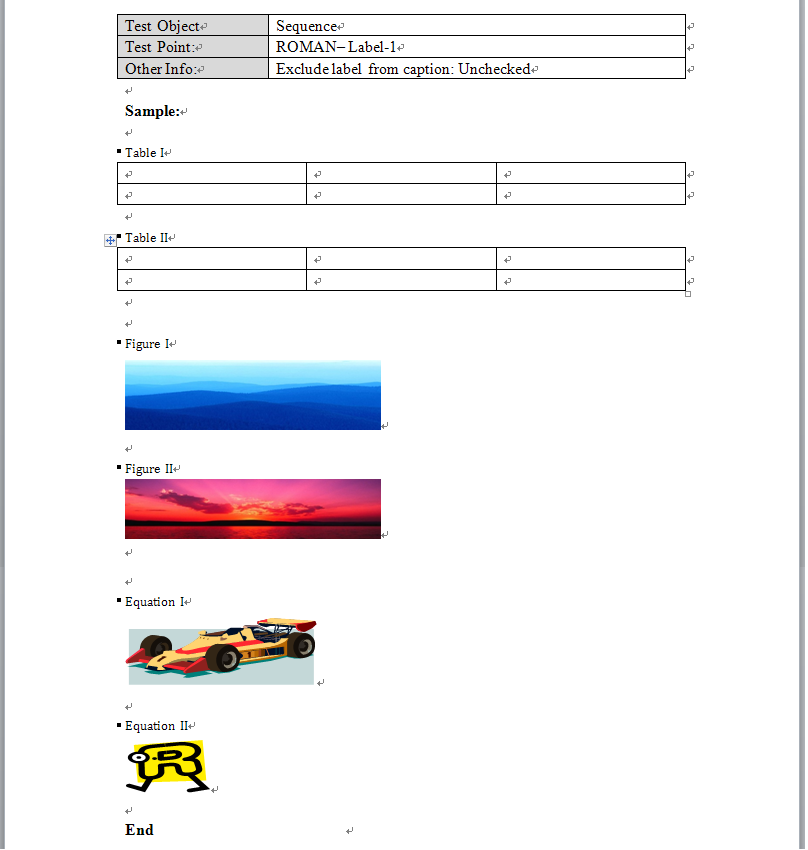 Test Object Sequence
Test Point: ROMAN–Label-1
Other Info: Exclude label from caption: Unchecked
Sample:
Table I
Table II
Figure I
Figure II
Equation I
Equation II
R
End